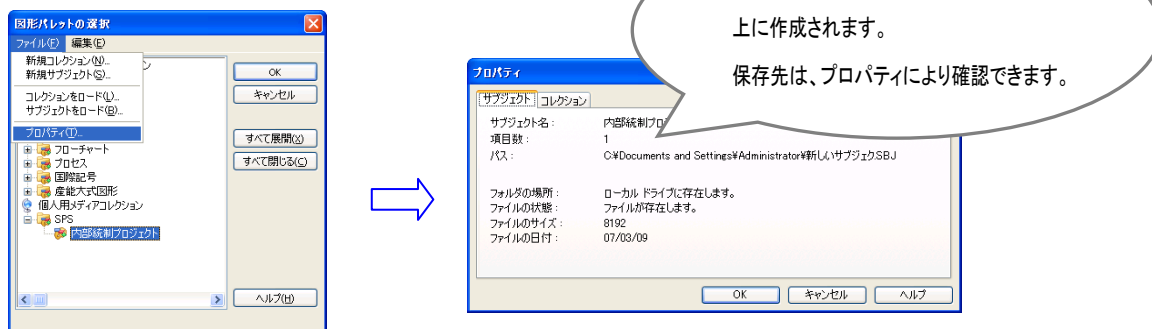 図形パレットの選択
ファイル(F) 編集(E)
新規コレクション(N)...
新規サブジェクト(S)...
コレクションをロード(L)...
サブジェクトをロード(B)...
プロパティ(T)...
フローチャート
プロセス
国際記号
産能大式図形
個人用メディアコレクション
SPS
内部統制プロジェクト
OK
キャンセル
すべて展開(X)
すべて閉じる(C)
ヘルプ(H)
上に作成されます。
保存先は、プロパティにより確認できます。
プロパティ
サブジェクト コレクション
サブジェクト名: 内部統制プロ
項目数: 1
パス: C:¥Documents and Settings¥Administrator¥新しいサブジェク.SBJ
フォルダの場所: ローカル ドライブに存在します。
ファイルの状態: ファイルが存在します。
ファイルのサイズ: 8192
ファイルの日付: 07/03/09
OK キャンセル ヘルプ